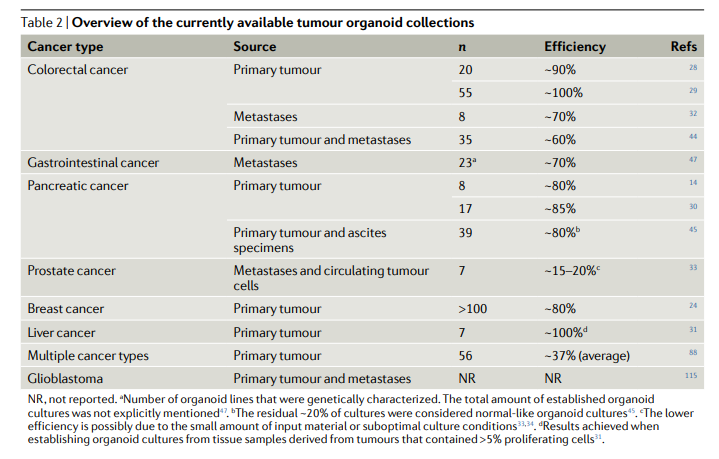 Table 2 | Overview of the currently available tumour organoid collections
Cancer type Source n Efficiency Refs
Colorectal cancer Primary tumour 20 ~90% 28
55 ~100% 29
Metastases 8 ~70% 32
Primary tumour and metastases 35 ~60% 44
Gastrointestinal cancer Metastases 23a ~70% 47
Pancreatic cancer Primary tumour 8 ~80% 14
17 ~85% 30
Primary tumour and ascites 39 ~80%b 45
specimens
Prostate cancer Metastases and circulating tumour 7 ~15–20%c 33
cells
Breast cancer Primary tumour >100 ~80% 24
Liver cancer Primary tumour 7 ~100%d 31
Multiple cancer types Primary tumour 56 ~37% (average) 88
Glioblastoma Primary tumour and metastases NR NR 115
NR, not reported. aNumber of organoid lines that were genetically characterized. The total amount of established organoid
cultures was not explicitly mentioned47. bThe residual ~20% of cultures were considered normal-like organoid cultures45. cThe lower
efficiency is possibly due to the small amount of input material or suboptimal culture conditions33,34. dResults achieved when
establishing organoid cultures from tissue samples derived from tumours that contained >5% proliferating cells31.